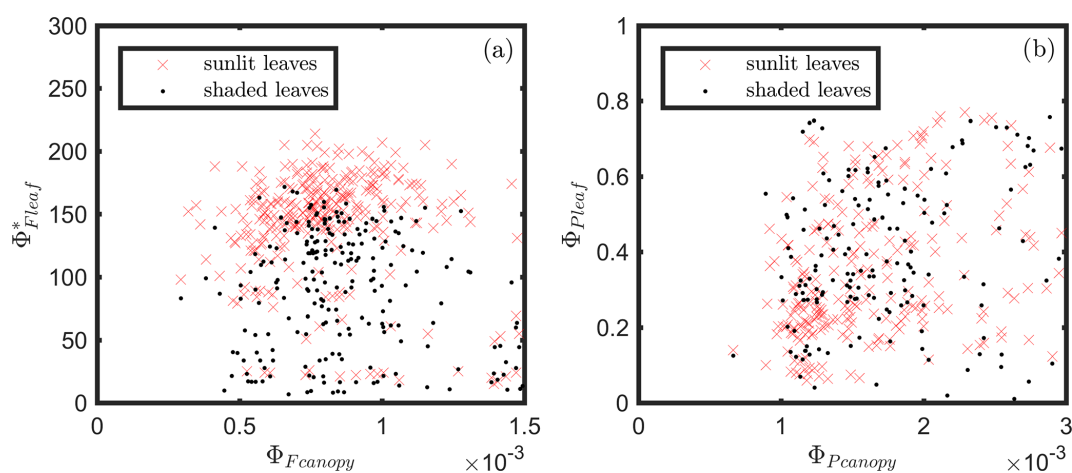 (a)
sunlit leaves
shaded leaves
300
250
200
150
100
50
0
Φ*Fleaf
0 0.5 1 1.5
×10⁻³
ΦFcanopy
(b)
sunlit leaves
shaded leaves
1
0.8
0.6
0.4
0.2
0
ΦPleaf
0 1 2 3
×10⁻³
ΦPcanopy